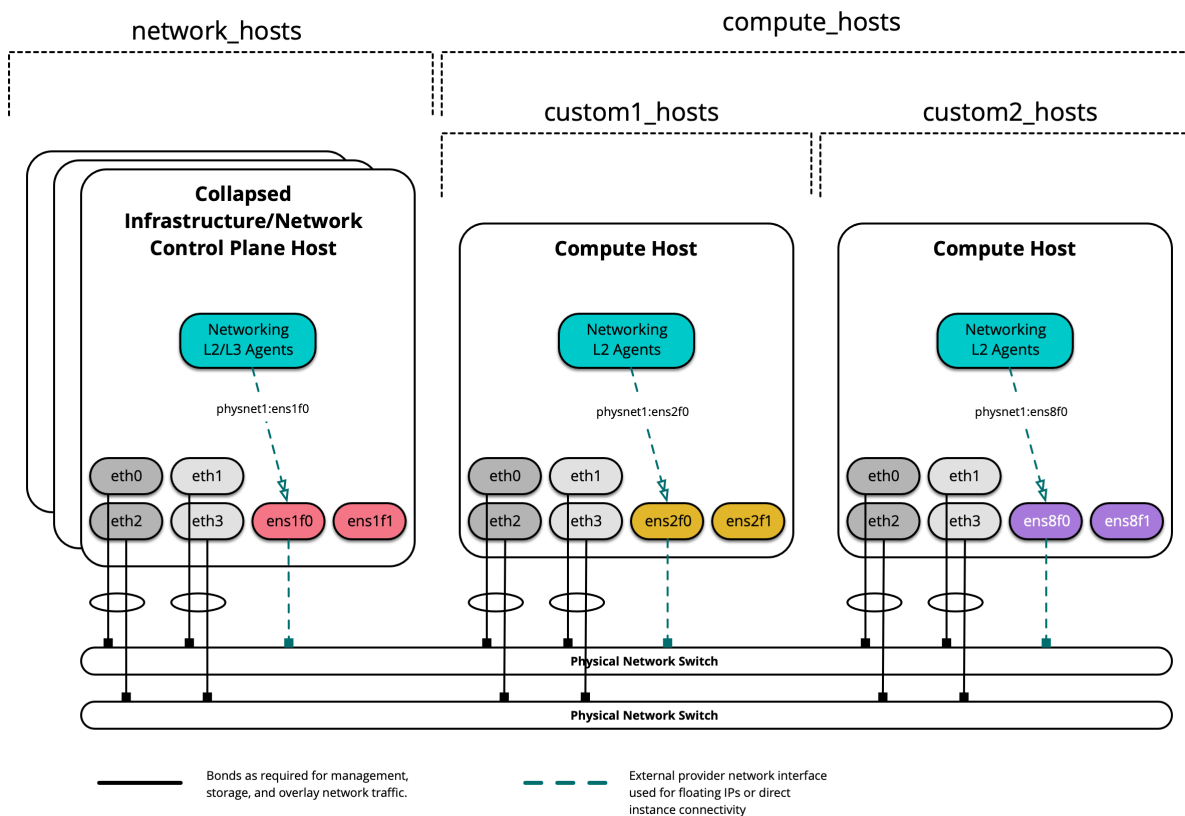 network_hosts
compute_hosts
custom1_hosts
custom2_hosts
Collapsed
Infrastructure/Network
Control Plane Host
Networking
L2/L3 Agents
physnet1:ens1f0
eth0
eth1
eth2
eth3
ens1f0
ens1f1
Compute Host
Networking
L2 Agents
physnet1:ens2f0
eth0
eth1
eth2
eth3
ens2f0
ens2f1
Compute Host
Networking
L2 Agents
physnet1:ens8f0
eth0
eth1
eth2
eth3
ens8f0
ens8f1
Physical Network Switch
Physical Network Switch
Bonds as required for management,
storage, and overlay network traffic.
External provider network interface
used for floating IPs or direct
instance connectivity